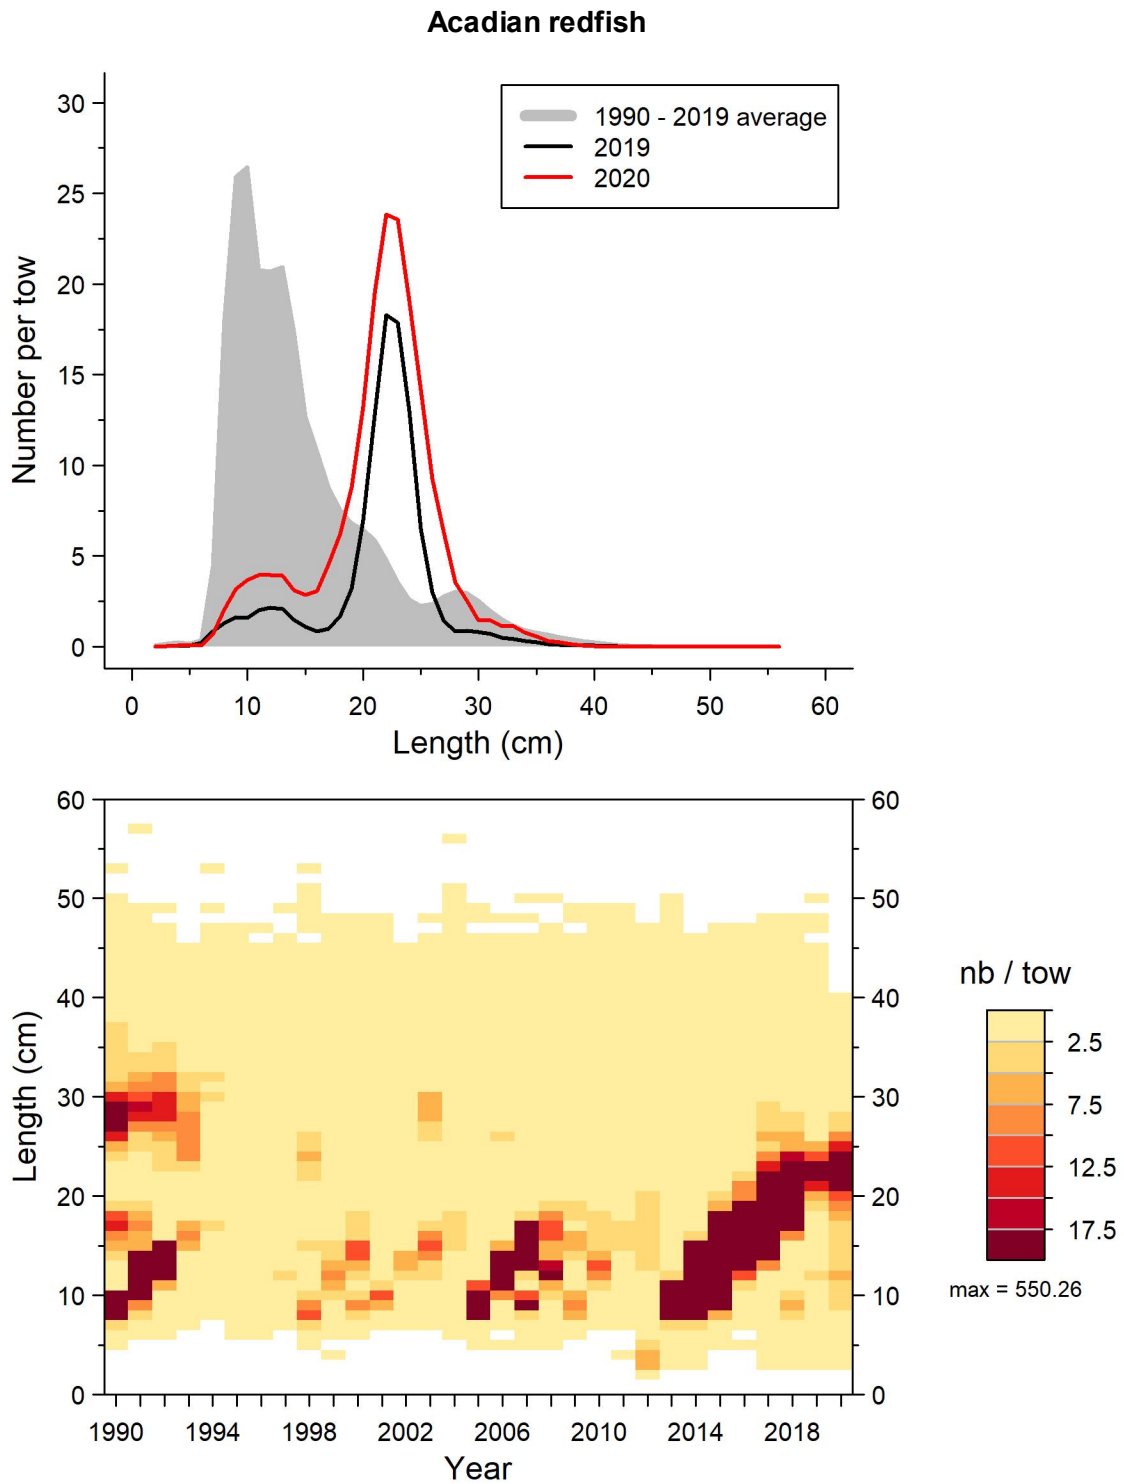 Acadian redfish
30
25
20
15
10
5
0
Number per tow
1990 - 2019 average
2019
2020
0 10 20 30 40 50 60
Length (cm)
60 60
50 50
40 40
30 30
20 20
10 10
0 0
Length (cm)
1990 1994 1998 2002 2006 2010 2014 2018
Year
nb / tow
2.5
7.5
12.5
17.5
max = 550.26